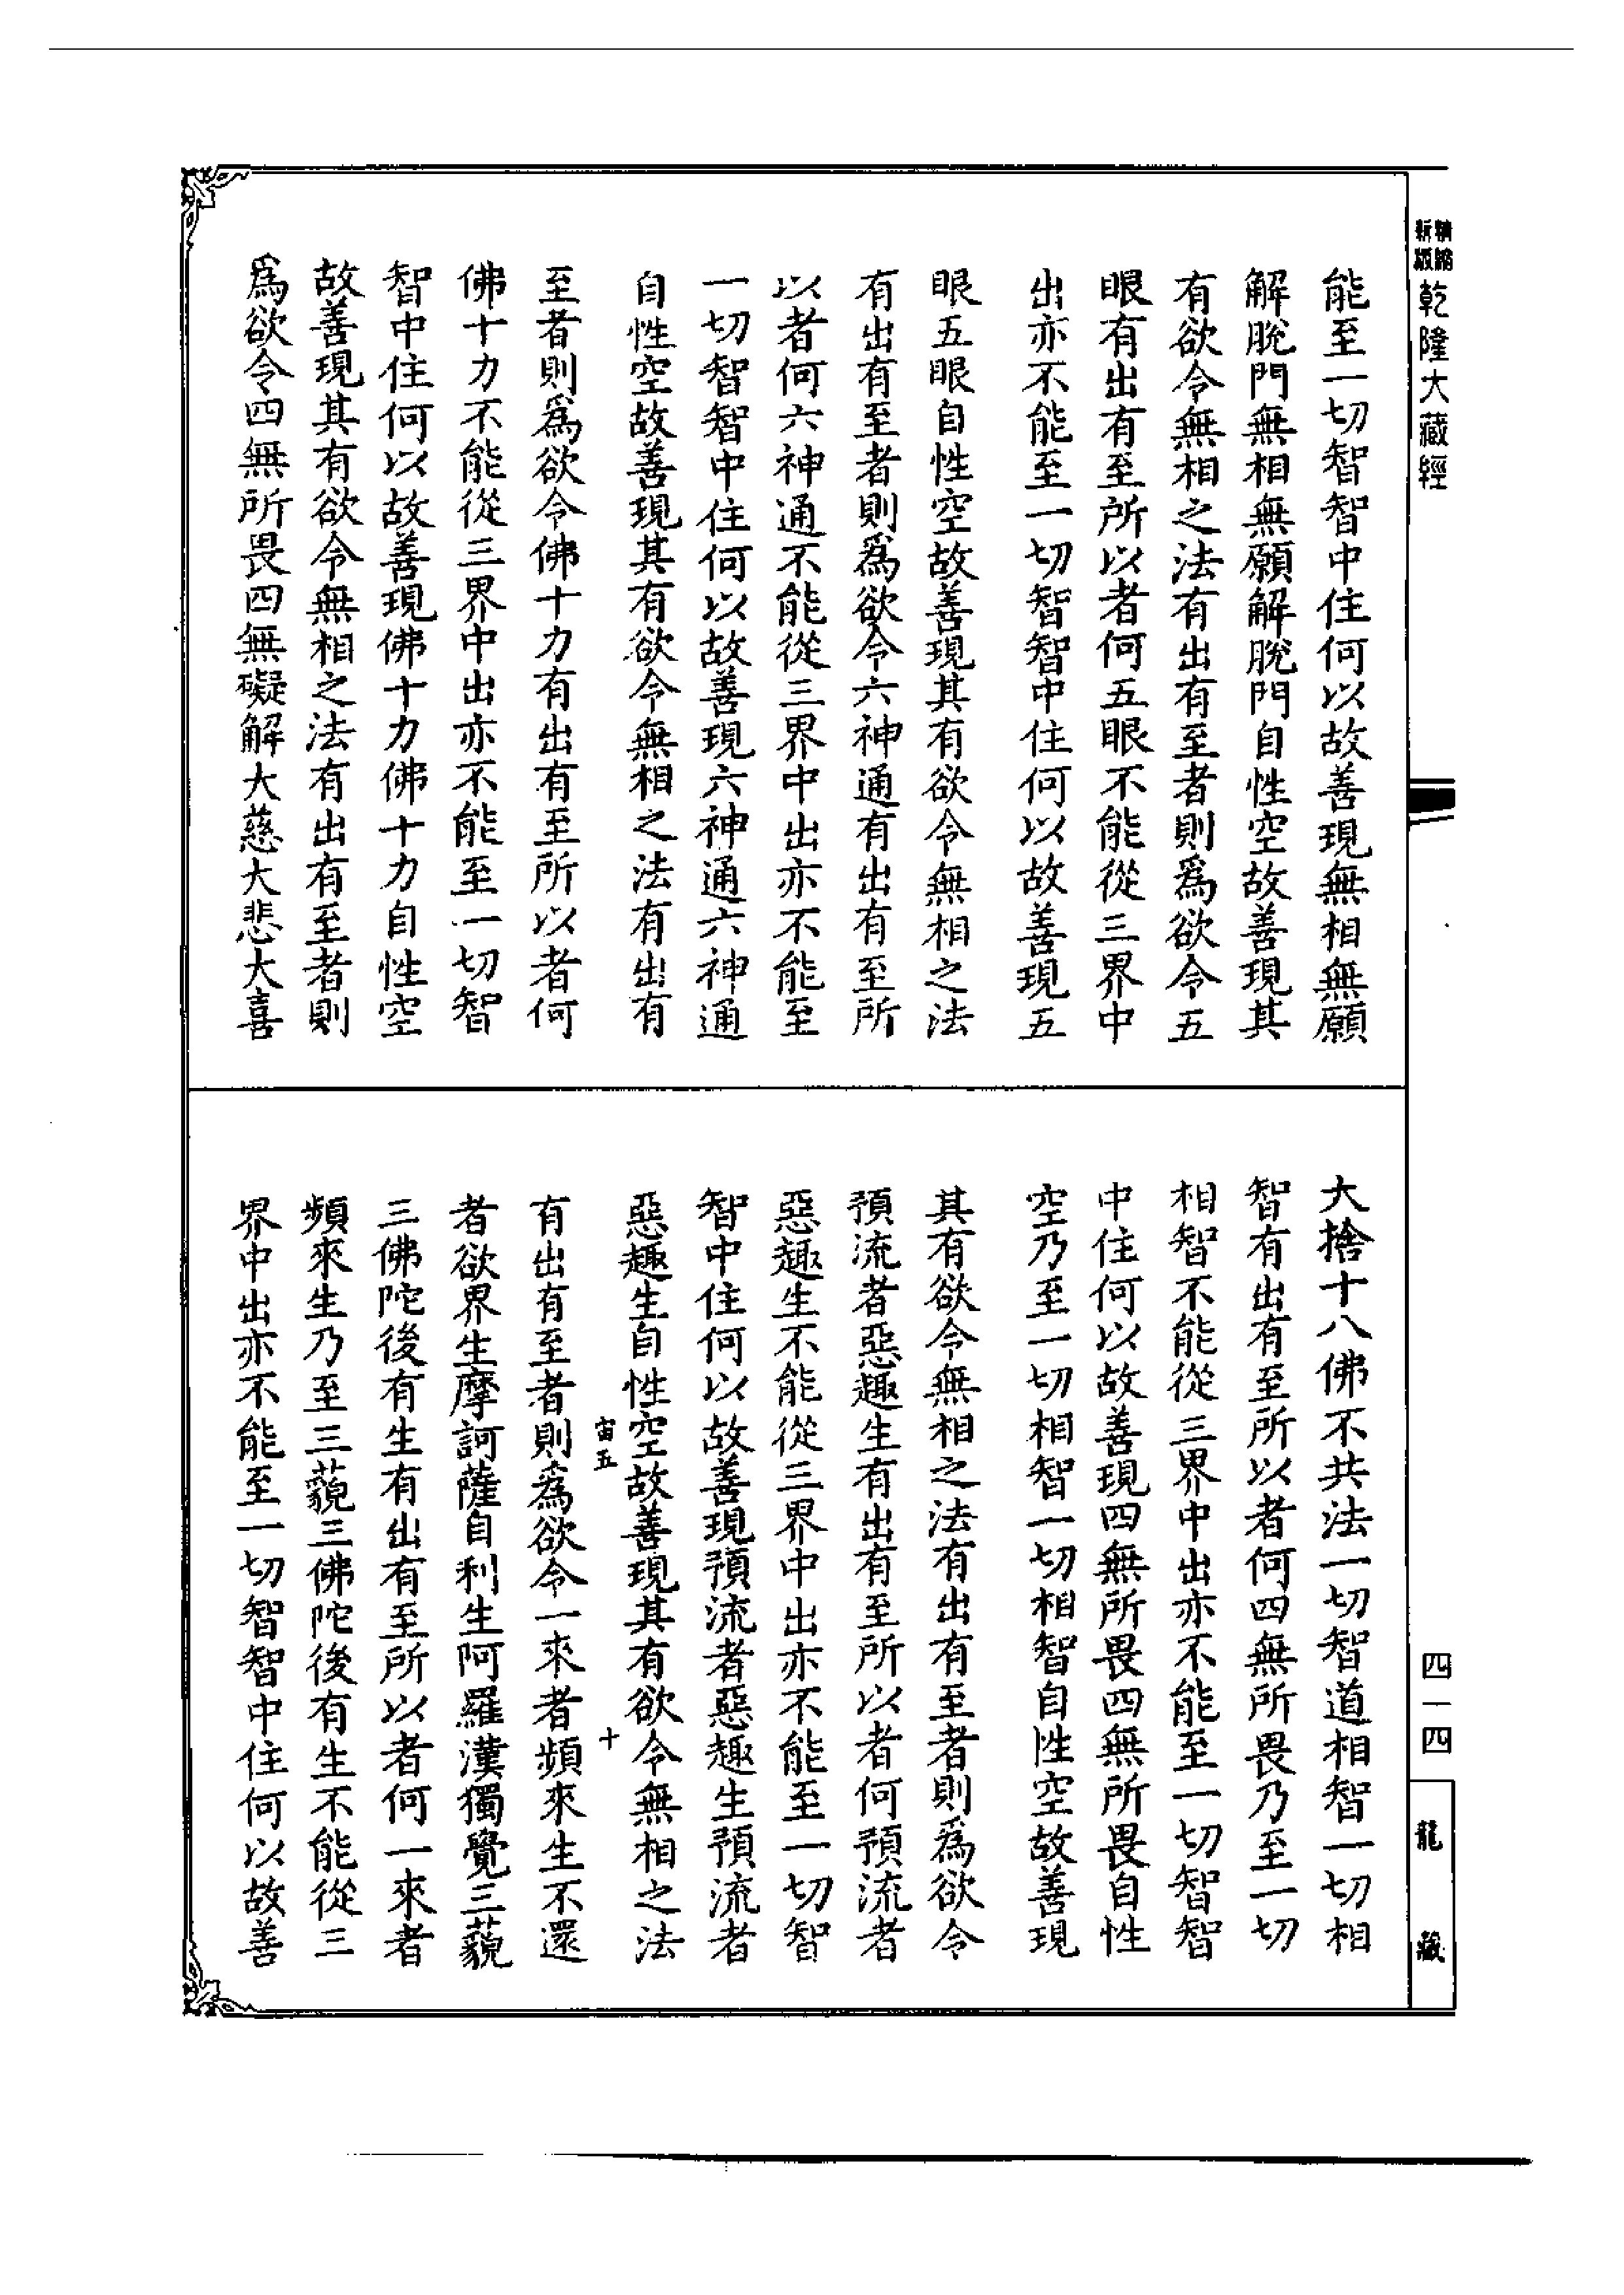 精縮新版乾隆大藏經
能至一切智智中住何以故善現無相無願
解脫門無相無願解脫門自性空故善現其
有欲令無相之法有出有至者則爲欲令五
眼有出有至所以者何五眼不能從三界中
出亦不能至一切智智中住何以故善現五
眼五眼自性空故善現其有欲令無相之法
有出有至者則爲欲令六神通有出有至所
以者何六神通不能從三界中出亦不能至
一切智智中住何以故善現六神通六神通
自性空故善現其有欲令無相之法有出有
至者則爲欲令佛十力有出有至所以者何
佛十力不能從三界中出亦不能至一切智
智中住何以故善現佛十力佛十力自性空
故善現其有欲令無相之法有出有至者則
爲欲令四無所畏四無礙解大慈大悲大喜
大捨十八佛不共法一切智道相智一切相
智有出有至所以者何四無所畏乃至一切
相智不能從三界中出亦不能至一切智智
中住何以故善現四無所畏四無所畏自性
空乃至一切相智一切相智自性空故善現
其有欲令無相之法有出有至者則爲欲令
預流者惡趣生有出有至所以者何預流者
惡趣生不能從三界中出亦不能至一切智
智中住何以故善現預流者惡趣生預流者
惡趣生自性空故善現其有欲令無相之法
宙五 十
有出有至者則爲欲令一來者頻來生不還
者欲界生摩訶薩自利生阿羅漢獨覺三藐
三佛陀後有生有出有至所以者何一來者
頻來生乃至三藐三佛陀後有生不能從三
界中出亦不能至一切智智中住何以故善
四一四
龍藏